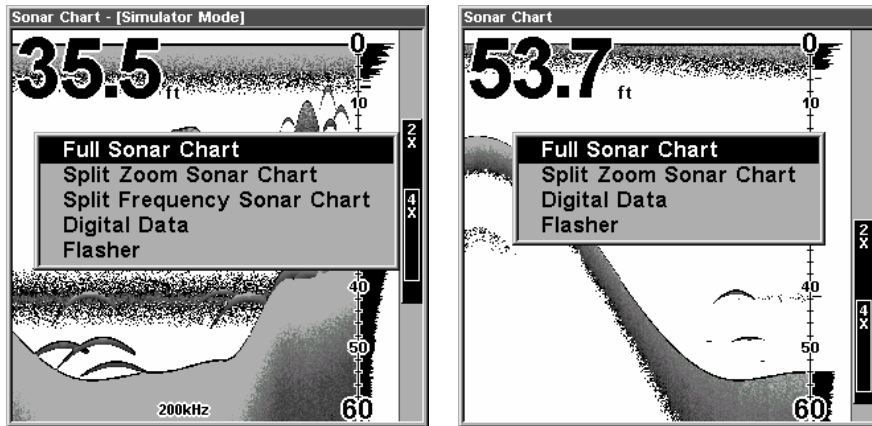 Sonar Chart - [Simulator Mode]
35.5 ft
0
10
2X
Full Sonar Chart
Split Zoom Sonar Chart
Split Frequency Sonar Chart
Digital Data
Flasher
4X
40
50
200kHz
60
Sonar Chart
53.7 ft
0
10
Full Sonar Chart
Split Zoom Sonar Chart
Digital Data
Flasher
2X
40
4X
50
60